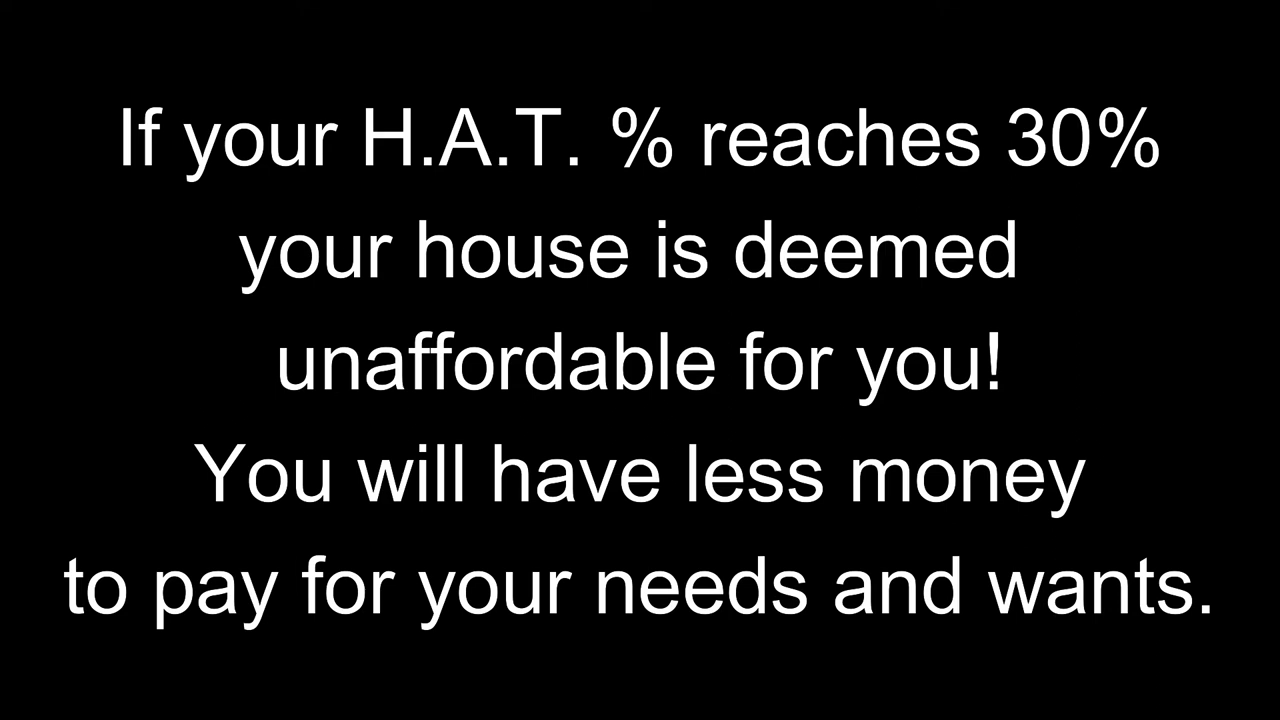 If your H.A.T. % reaches 30%
your house is deemed
unaffordable for you!
You will have less money
to pay for your needs and wants.